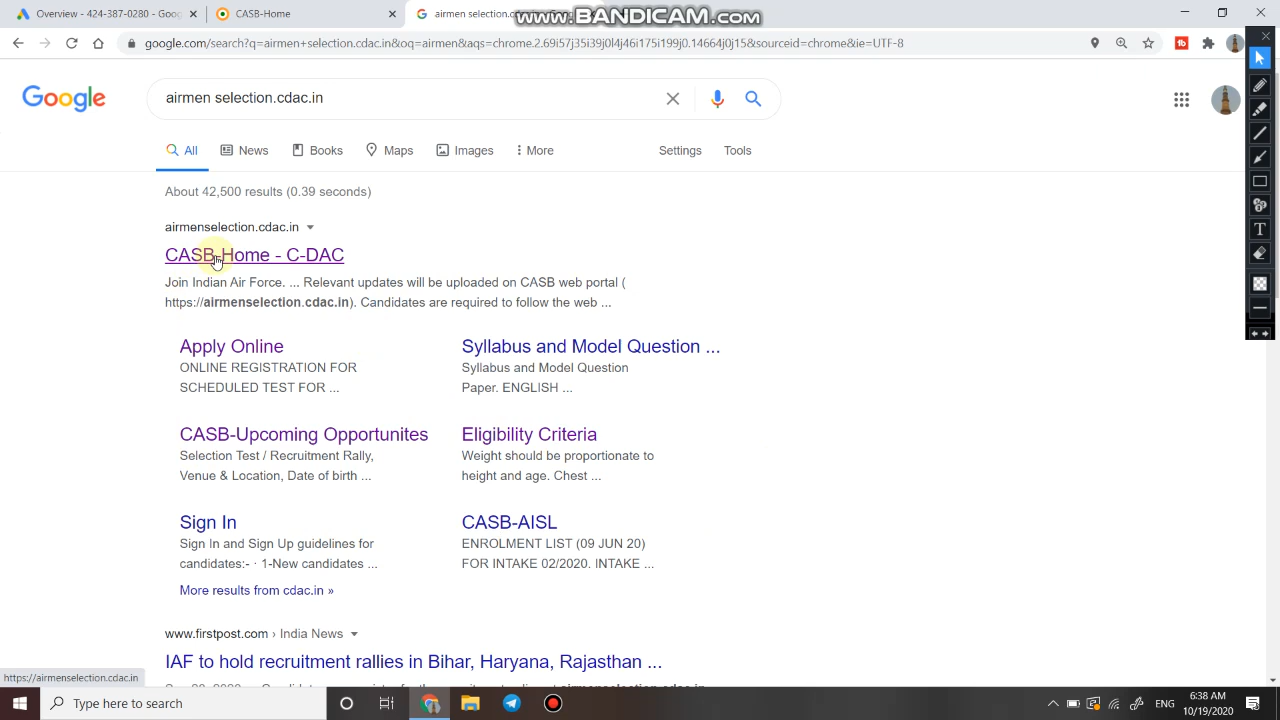 Overview - 424-387-0280 - Goog
CASB-Home
airmen selection.cd
www.BANDICAM.com
google.com/search?q=airmen+selection.cdac.in&oq=airmen&aqs=chrome.2.69i57j35i39j0l4j46i175i199j0.14664j0j15&sourceid=chrome&ie=UTF-8
Google
airmen selection.cdac.in
All
News
Books
Maps
Images
More
Settings
Tools
About 42,500 results (0.39 seconds)
airmenselection.cdac.in
CASB-Home - C-DAC
Join Indian Air Force. ... Relevant updates will be uploaded on CASB web portal (
https://airmenselection.cdac.in). Candidates are required to follow the web ...
Apply Online
ONLINE REGISTRATION FOR
SCHEDULED TEST FOR ...
Syllabus and Model Question ...
Syllabus and Model Question
Paper. ENGLISH ...
CASB-Upcoming Opportunites
Selection Test / Recruitment Rally,
Venue & Location, Date of birth ...
Eligibility Criteria
Weight should be proportionate to
height and age. Chest ...
Sign In
Sign In and Sign Up guidelines for
candidates:- · 1-New candidates ...
CASB-AISL
ENROLMENT LIST (09 JUN 20)
FOR INTAKE 02/2020. INTAKE ...
More results from cdac.in »
www.firstpost.com › India News
IAF to hold recruitment rallies in Bihar, Haryana, Rajasthan ...
https://airmenselection.cdac.in
Type here to search
ENG
6:38 AM
10/19/2020